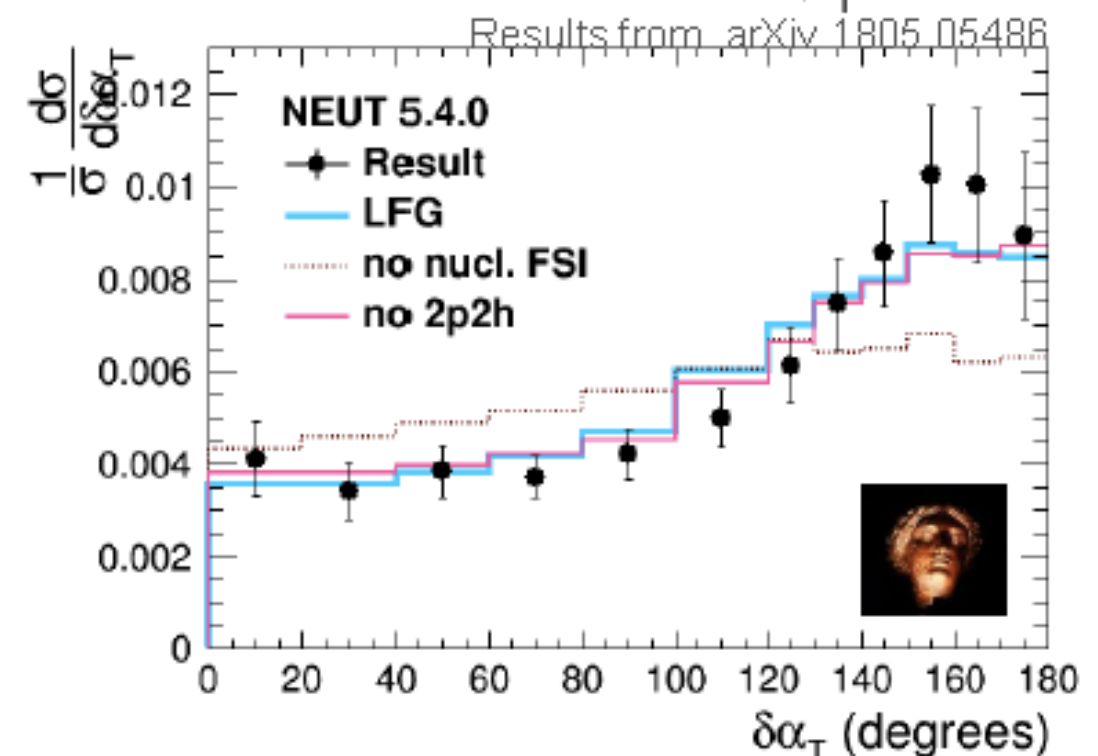 Results from arXiv 1805.05486
1/σ dσ/dδα_T
NEUT 5.4.0
Result
LFG
no nucl. FSI
no 2p2h
0.012
0.01
0.008
0.006
0.004
0.002
0
0 20 40 60 80 100 120 140 160 180
δα_T (degrees)